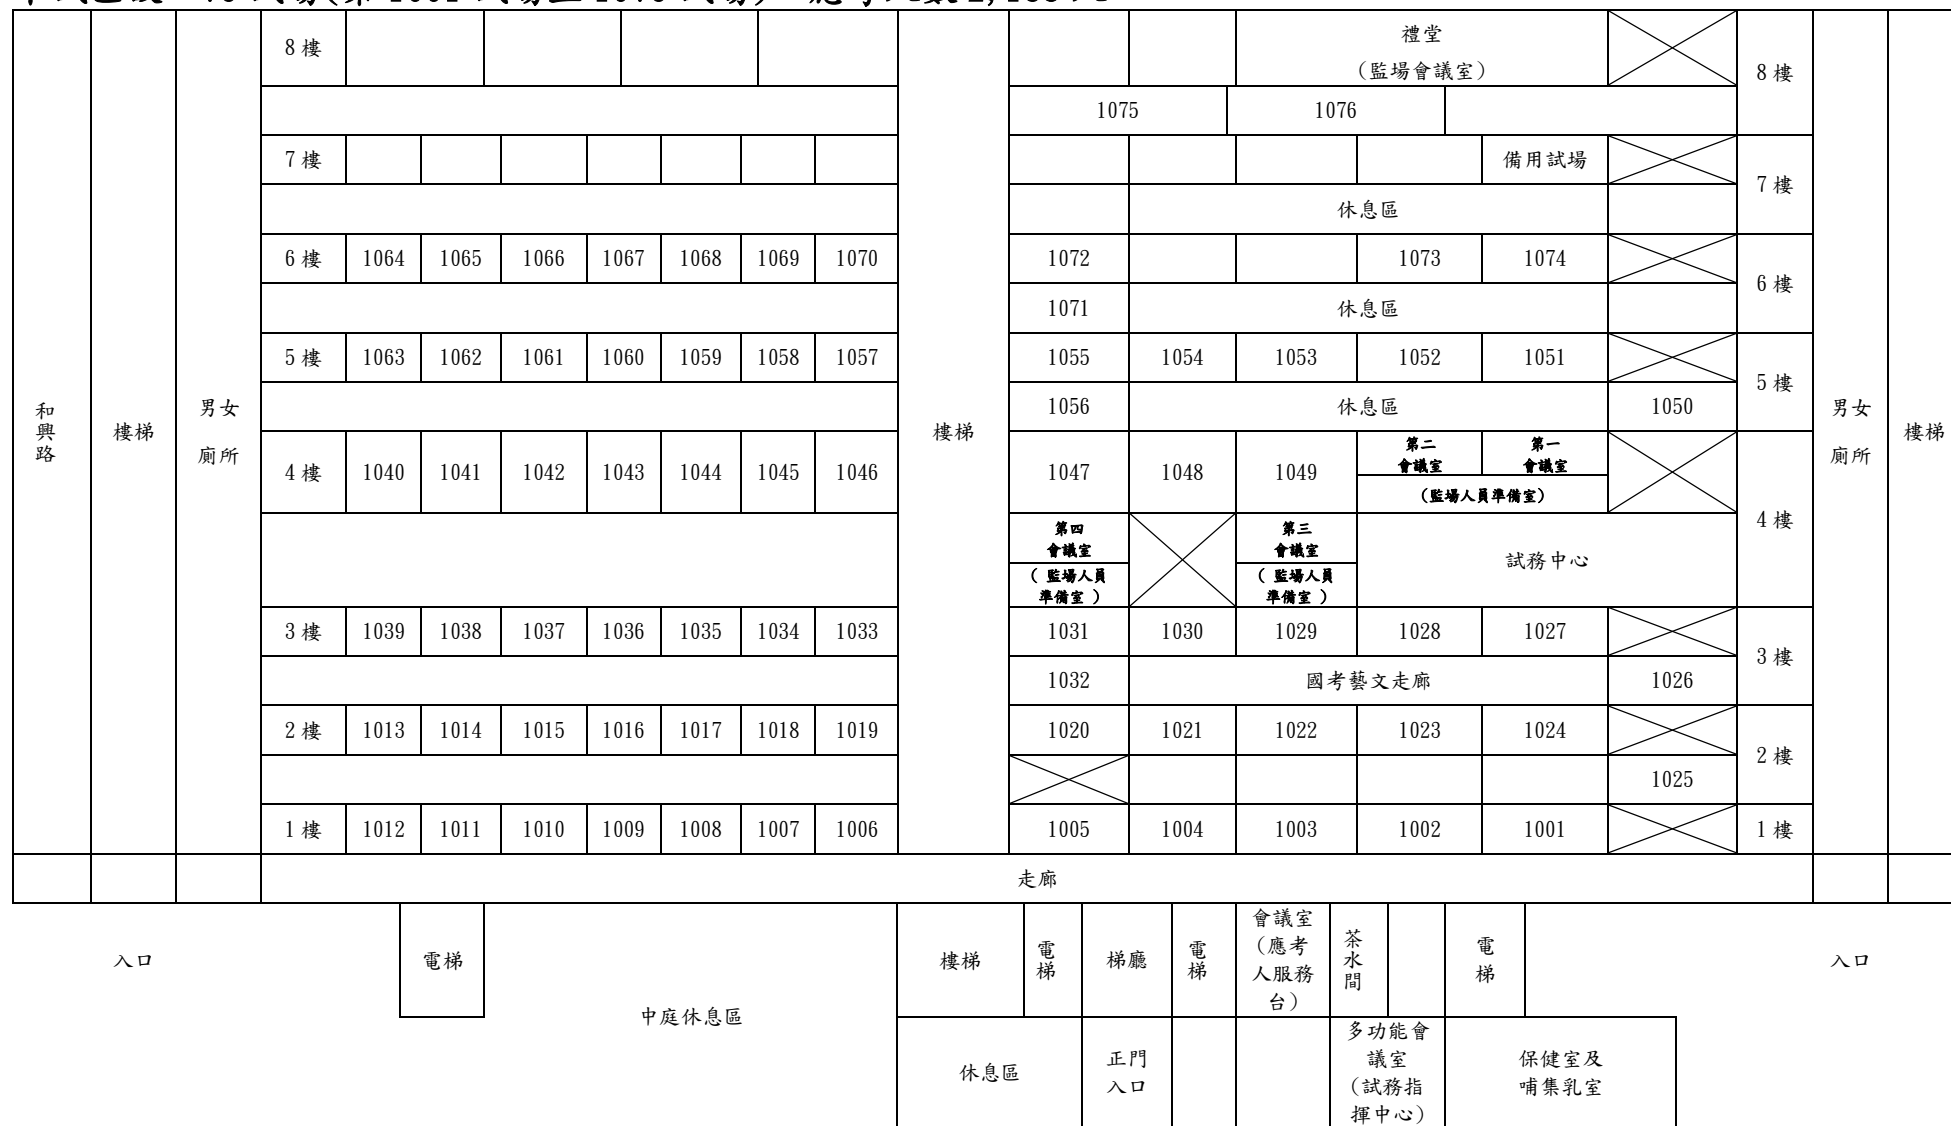 8 樓
禮堂
(監場會議室)
8 樓
1075 1076
7 樓
備用試場
7 樓
休息區
6 樓 1064 1065 1066 1067 1068 1069 1070
1072 1073 1074
6 樓
1071 休息區
5 樓 1063 1062 1061 1060 1059 1058 1057
1055 1054 1053 1052 1051
5 樓
1056 休息區 1050
和興路
樓梯
男女
廁所
樓梯
男女
廁所
樓梯
4 樓 1040 1041 1042 1043 1044 1045 1046
1047 1048 1049
第二
會議室
第一
會議室
(監場人員準備室)
4 樓
第四
會議室
(監場人員
準備室)
第三
會議室
(監場人員
準備室)
試務中心
3 樓 1039 1038 1037 1036 1035 1034 1033
1031 1030 1029 1028 1027
3 樓
1032 國考藝文走廊 1026
2 樓 1013 1014 1015 1016 1017 1018 1019
1020 1021 1022 1023 1024
2 樓
1025
1 樓 1012 1011 1010 1009 1008 1007 1006
1005 1004 1003 1002 1001
1 樓
走廊
入口
電梯
中庭休息區
樓梯
電梯
梯廳
電梯
會議室
(應考
人服務
台)
茶水間
電梯
入口
休息區
正門
入口
多功能會
議室
(試務指
揮中心)
保健室及
哺集乳室